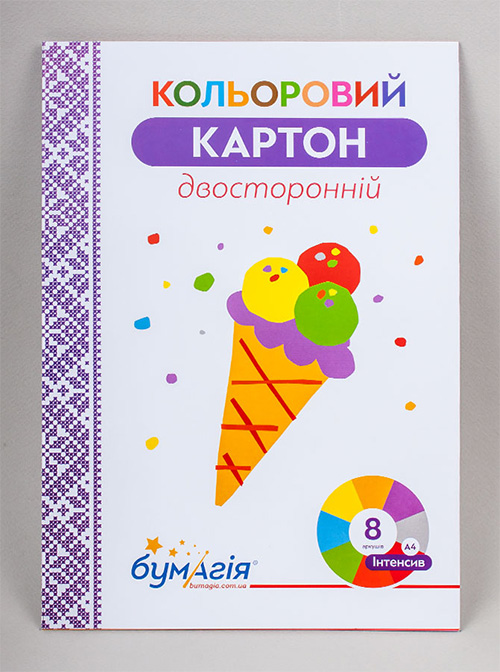 КОЛЬОРОВИЙ
КАРТОН
двосторонній
8
аркушів
А4
Інтенсив
бумагія
bumagia.com.ua